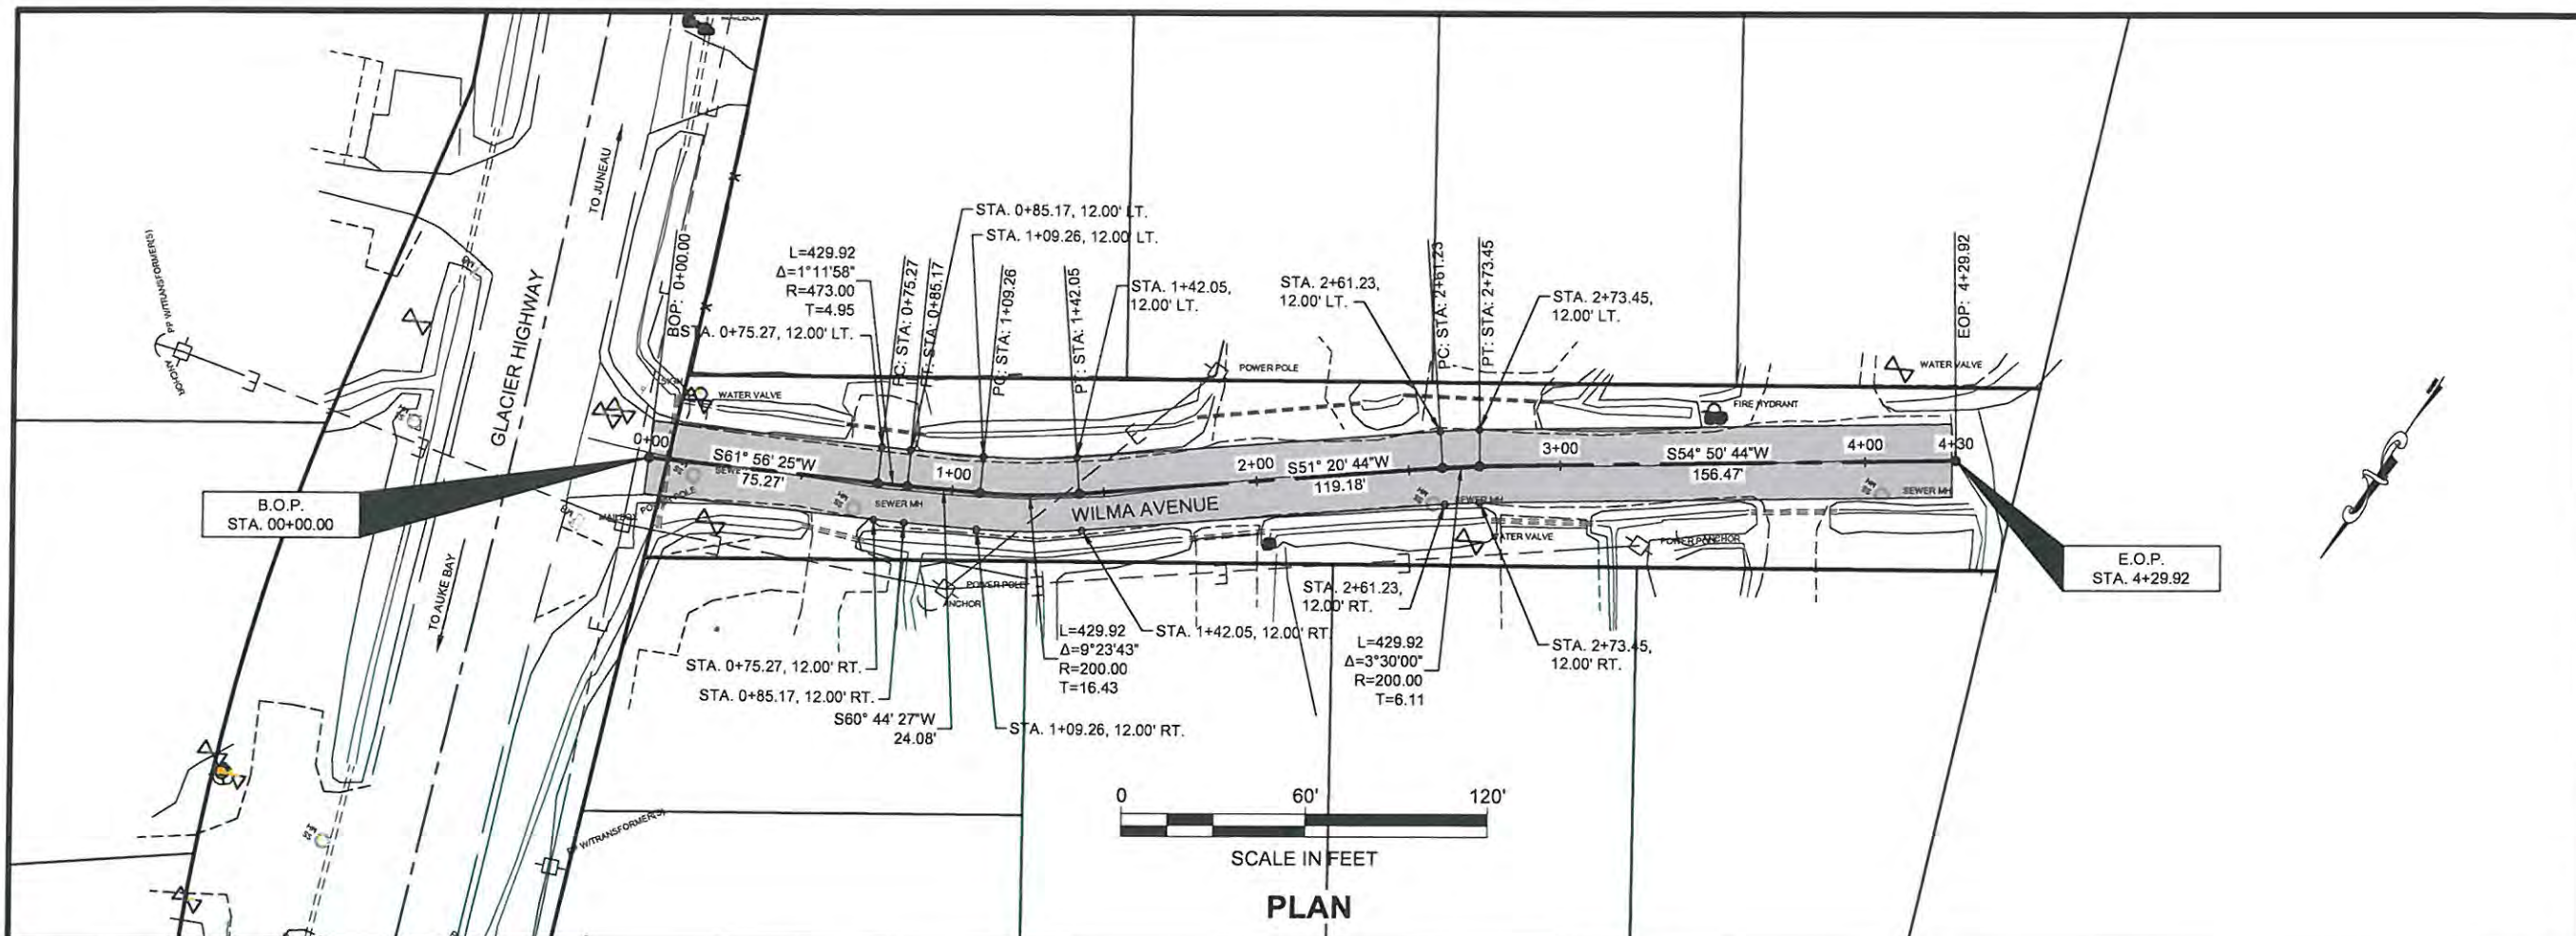 TO JUNEAU
GLACIER HIGHWAY
TO AUKE BAY
PP W/TRANSFORMER(S)
ANCHOR
BOP: 0+00.00
B.O.P.
STA. 00+00.00
L=429.92
Δ=1°11'58"
R=473.00
T=4.95
STA. 0+75.27, 12.00' LT.
STA. 0+85.17, 12.00' LT.
STA. 1+09.26, 12.00' LT.
PC: STA: 0+75.27
PT: STA: 0+85.17
PC: STA: 1+09.26
PT: STA: 1+42.05
STA. 1+42.05,
12.00' LT.
STA. 2+61.23,
12.00' LT.
PC: STA: 2+61.23
PT: STA: 2+73.45
STA. 2+73.45,
12.00' LT.
EOP: 4+29.92
WATER VALVE
POWER POLE
FIRE HYDRANT
WATER VALVE
0+00
1+00
2+00
3+00
4+00
4+30
S61° 56' 25"W
75.27'
S51° 20' 44"W
119.18'
S54° 50' 44"W
156.47'
WILMA AVENUE
SEWER MH
SEWER MH
SEWER MH
SEWER MH
MAILBOX
WATER VALVE
POWER POLE
ANCHOR
POWER POLE
ANCHOR
E.O.P.
STA. 4+29.92
STA. 0+75.27, 12.00' RT.
STA. 0+85.17, 12.00' RT.
S60° 44' 27"W
24.08'
STA. 1+09.26, 12.00' RT.
L=429.92
Δ=9°23'43"
R=200.00
T=16.43
STA. 1+42.05, 12.00' RT.
STA. 2+61.23,
12.00' RT.
L=429.92
Δ=3°30'00"
R=200.00
T=6.11
STA. 2+73.45,
12.00' RT.
PP W/TRANSFORMER(S)
0 60' 120'
SCALE IN FEET
PLAN